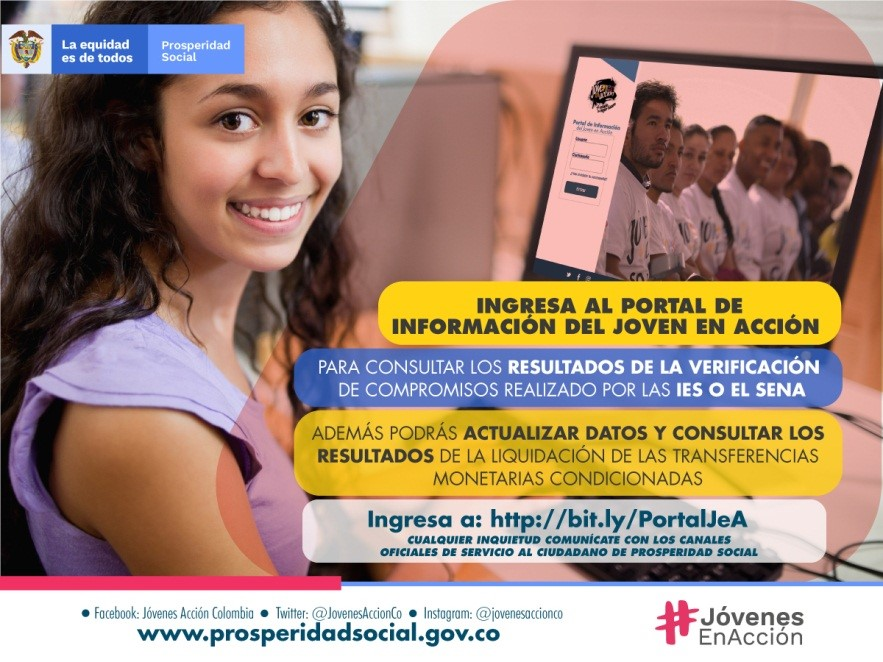 La equidad
es de todos
Prosperidad
Social
Portal de Información
del Joven en Acción
INGRESA AL PORTAL DE
INFORMACIÓN DEL JOVEN EN ACCIÓN
PARA CONSULTAR LOS RESULTADOS DE LA VERIFICACIÓN
DE COMPROMISOS REALIZADO POR LAS IES O EL SENA
ADEMÁS PODRÁS ACTUALIZAR DATOS Y CONSULTAR LOS
RESULTADOS DE LA LIQUIDACIÓN DE LAS TRANSFERENCIAS
MONETARIAS CONDICIONADAS
Ingresa a: http://bit.ly/PortalJeA
CUALQUIER INQUIETUD COMUNÍCATE CON LOS CANALES
OFICIALES DE SERVICIO AL CIUDADANO DE PROSPERIDAD SOCIAL
● Facebook: Jóvenes Acción Colombia ● Twitter: @JovenesAccionCo ● Instagram: @jovenesaccionco
www.prosperidadsocial.gov.co
#Jóvenes
EnAcción